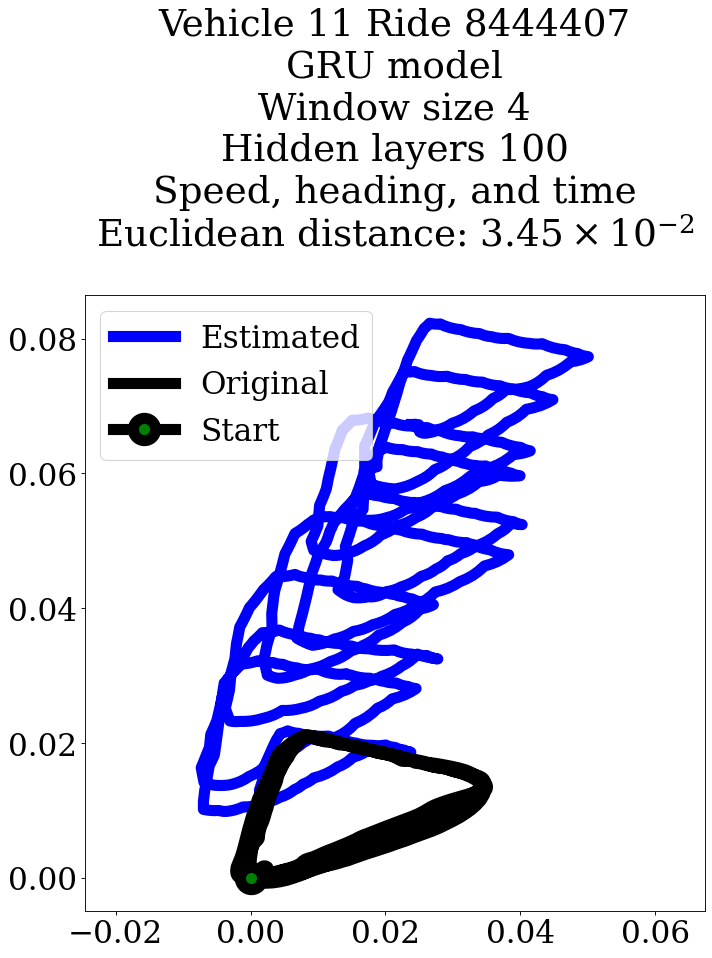 Vehicle 11 Ride 8444407
GRU model
Window size 4
Hidden layers 100
Speed, heading, and time
Euclidean distance: 3.45 × 10⁻²
Estimated
Original
Start
0.08
0.06
0.04
0.02
0.00
−0.02 0.00 0.02 0.04 0.06